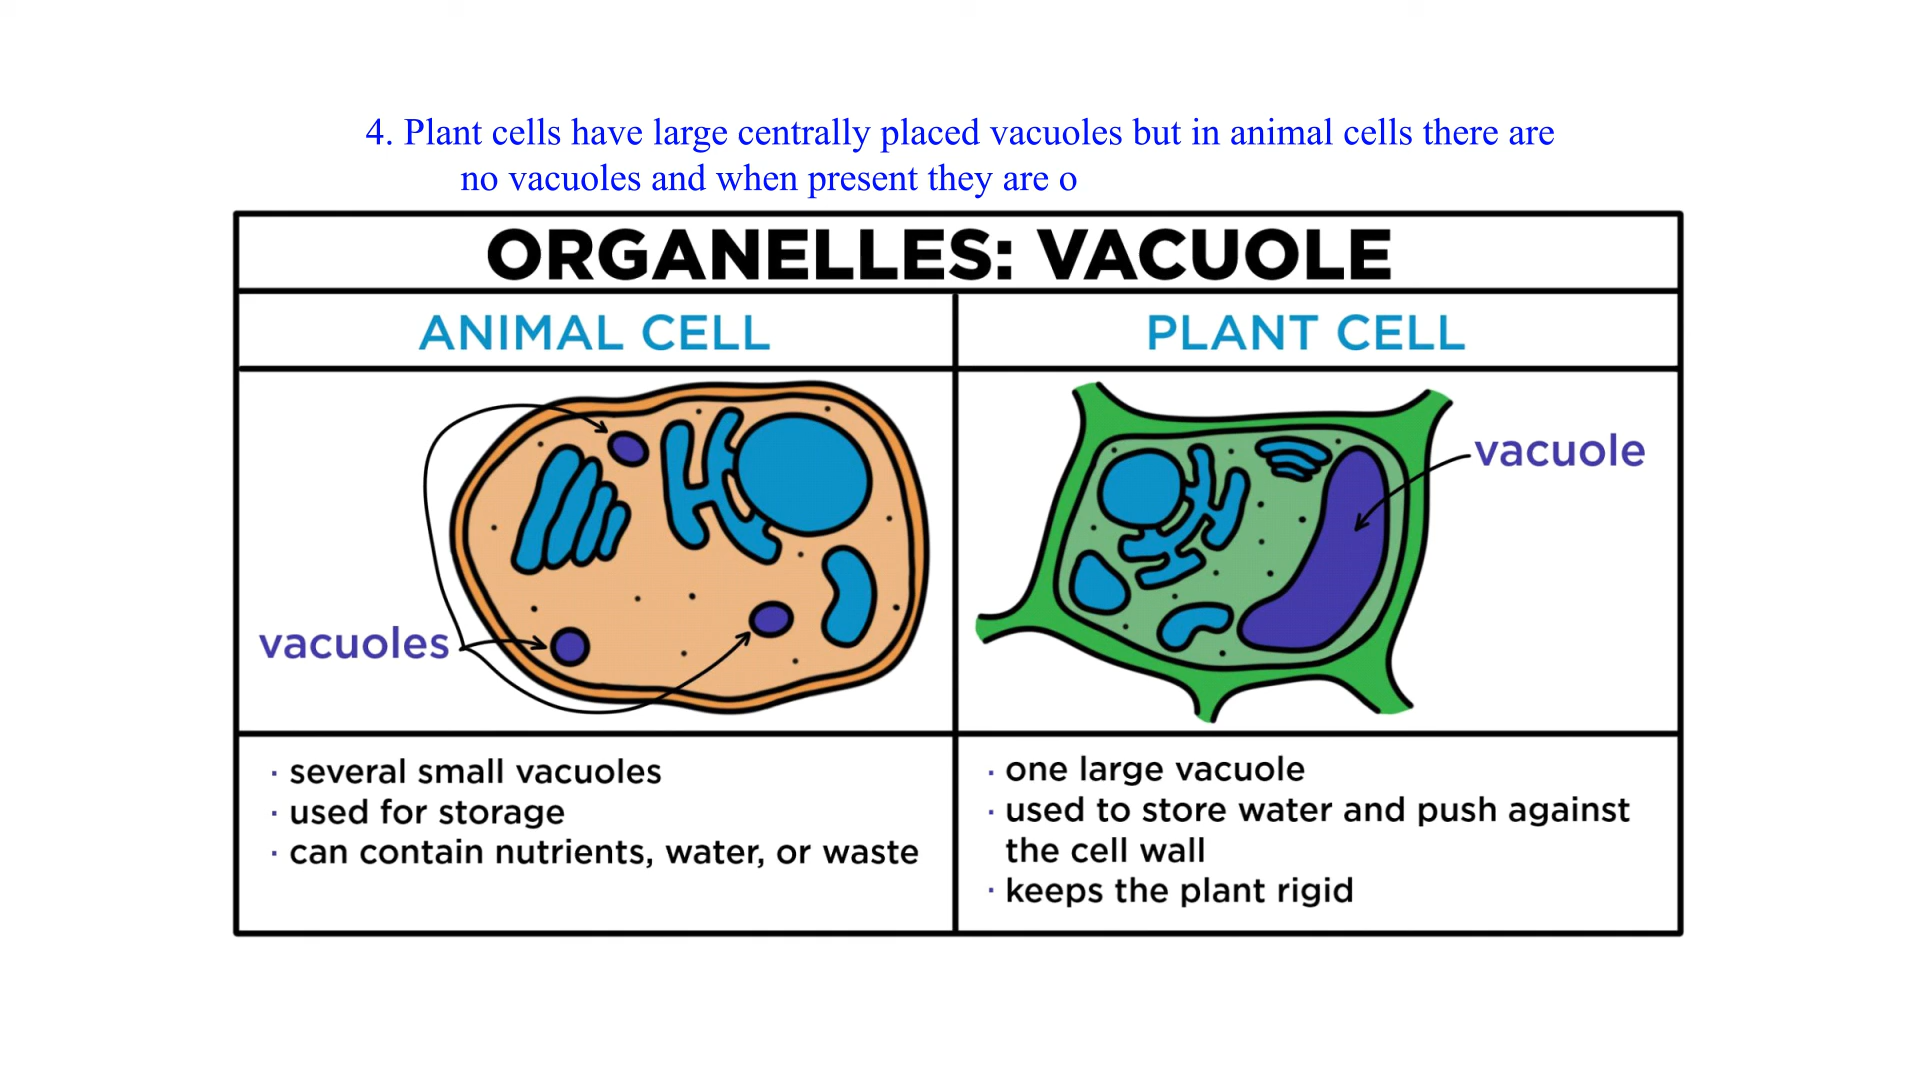 4. Plant cells have large centrally placed vacuoles but in animal cells there are
no vacuoles and when present they are o
ORGANELLES: VACUOLE
ANIMAL CELL
PLANT CELL
vacuoles
vacuole
· several small vacuoles
· used for storage
· can contain nutrients, water, or waste
· one large vacuole
· used to store water and push against
the cell wall
· keeps the plant rigid